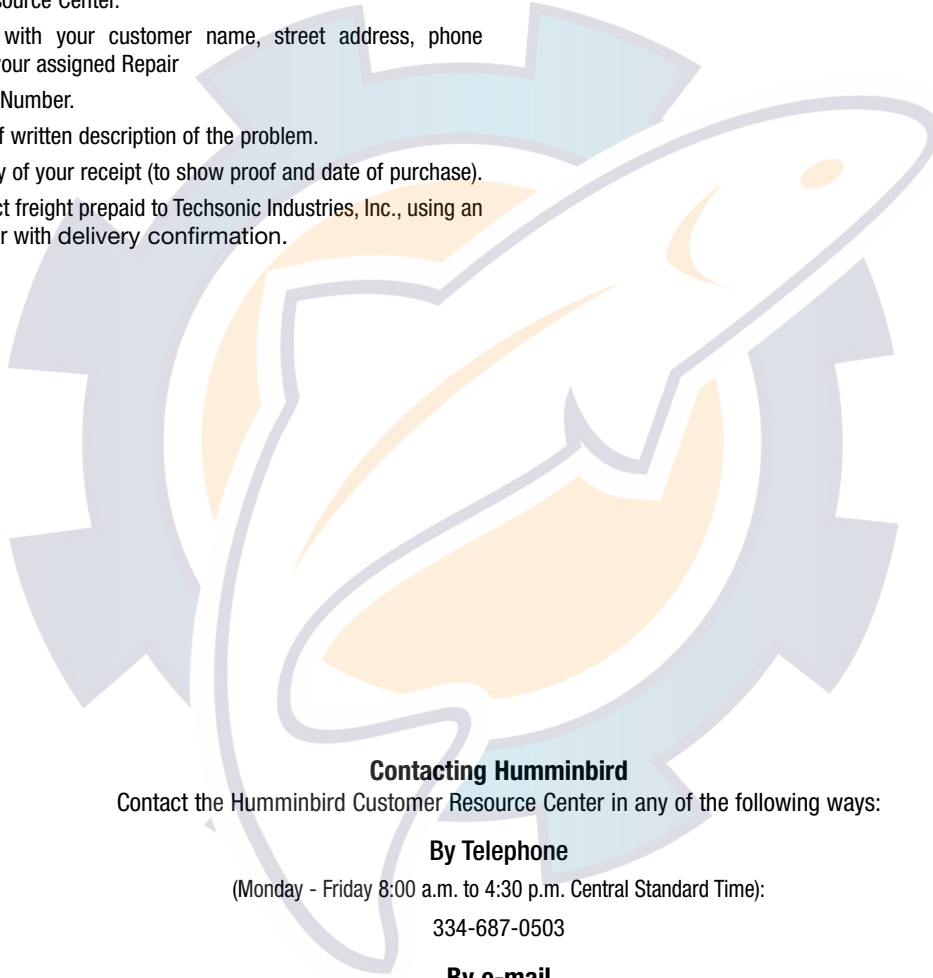 ource Center.
with your customer name, street address, phone
our assigned Repair
Number.
f written description of the problem.
y of your receipt (to show proof and date of purchase).
ct freight prepaid to Techsonic Industries, Inc., using an
r with delivery confirmation.
Contacting Humminbird
Contact the Humminbird Customer Resource Center in any of the following ways:
By Telephone
(Monday - Friday 8:00 a.m. to 4:30 p.m. Central Standard Time):
334-687-0503
By e-mail